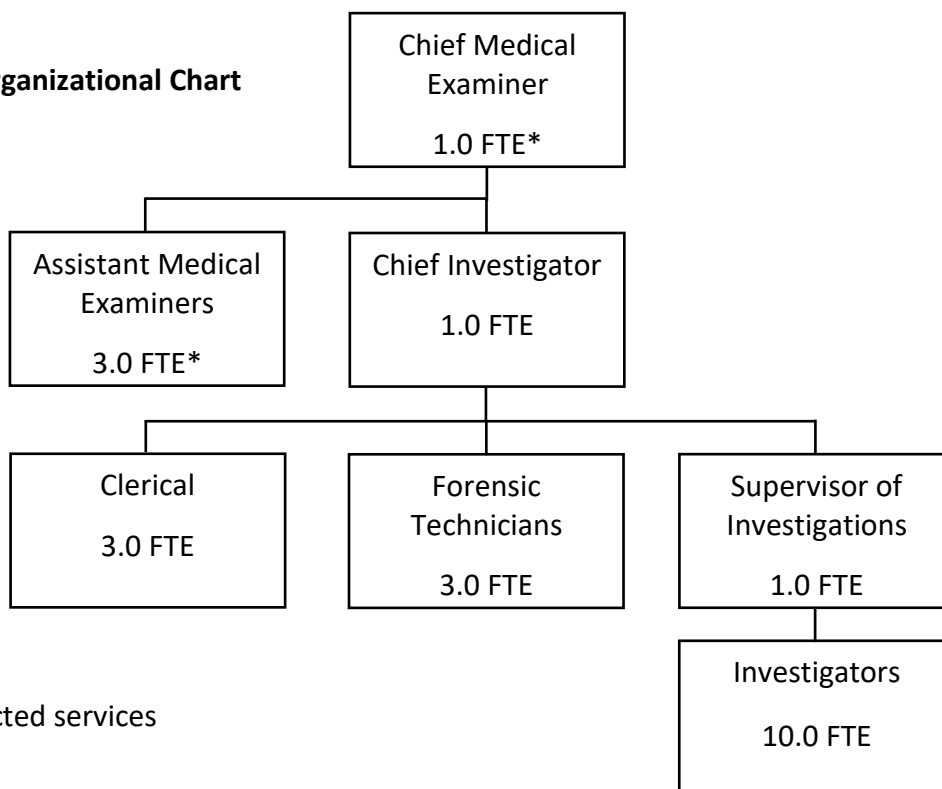 Chief Medical
Examiner
1.0 FTE*
rganizational Chart
Assistant Medical
Examiners
3.0 FTE*
Chief Investigator
1.0 FTE
Clerical
3.0 FTE
Forensic
Technicians
3.0 FTE
Supervisor of
Investigations
1.0 FTE
Investigators
10.0 FTE
cted services